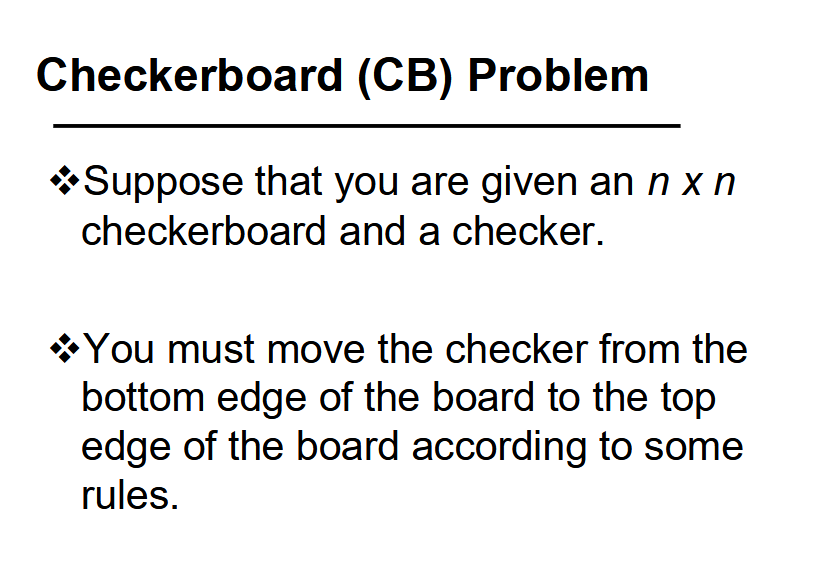 Checkerboard (CB) Problem
❖Suppose that you are given an n x n
checkerboard and a checker.
❖You must move the checker from the
bottom edge of the board to the top
edge of the board according to some
rules.